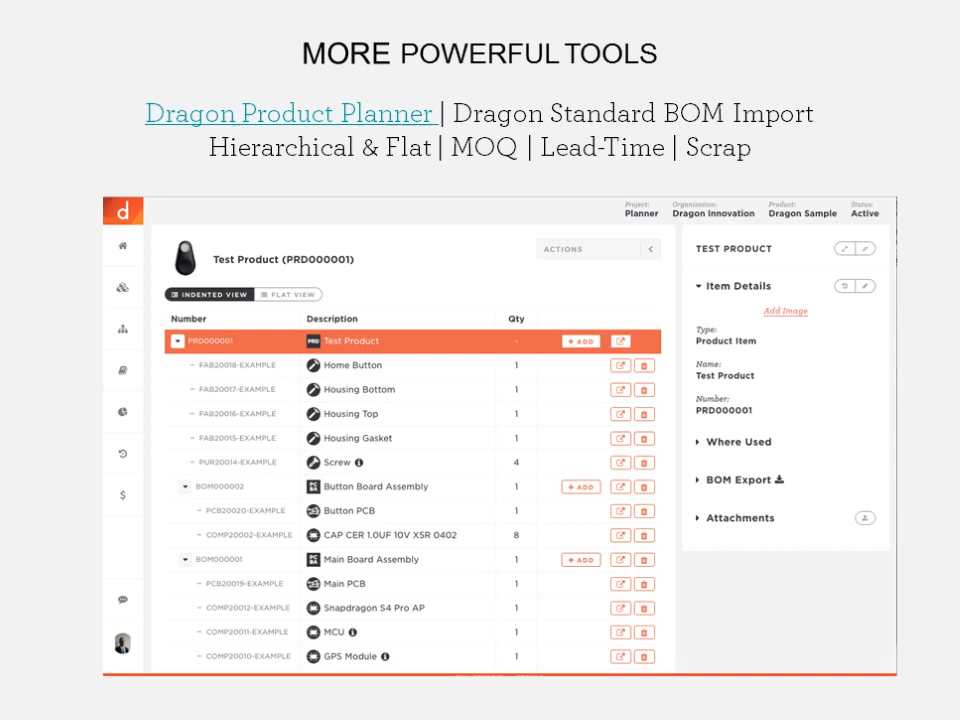 MORE POWERFUL TOOLS
Dragon Product Planner | Dragon Standard BOM Import
Hierarchical & Flat | MOQ | Lead-Time | Scrap
d
Project: Organization: Product: Status:
Planner Dragon Innovation Dragon Sample Active
Test Product (PRD000001)
ACTIONS
INDENTED VIEW FLAT VIEW
Number Description Qty
PRD000001 PRD Test Product - + ADD
FAB20018-EXAMPLE Home Button 1
FAB20017-EXAMPLE Housing Bottom 1
FAB20016-EXAMPLE Housing Top 1
FAB20015-EXAMPLE Housing Gasket 1
PUR20014-EXAMPLE Screw 4
BOM000002 PCBA Button Board Assembly 1 + ADD
PCB20020-EXAMPLE Button PCB 1
COMP20002-EXAMPLE CAP CER 1.0UF 10V X5R 0402 8
BOM000001 PCBA Main Board Assembly 1 + ADD
PCB20019-EXAMPLE Main PCB 1
COMP20012-EXAMPLE Snapdragon S4 Pro AP 1
COMP20011-EXAMPLE MCU 1
COMP20010-EXAMPLE GPS Module 1
TEST PRODUCT
Item Details
Add Image
Type:
Product Item
Name:
Test Product
Number:
PRD000001
Where Used
BOM Export
Attachments